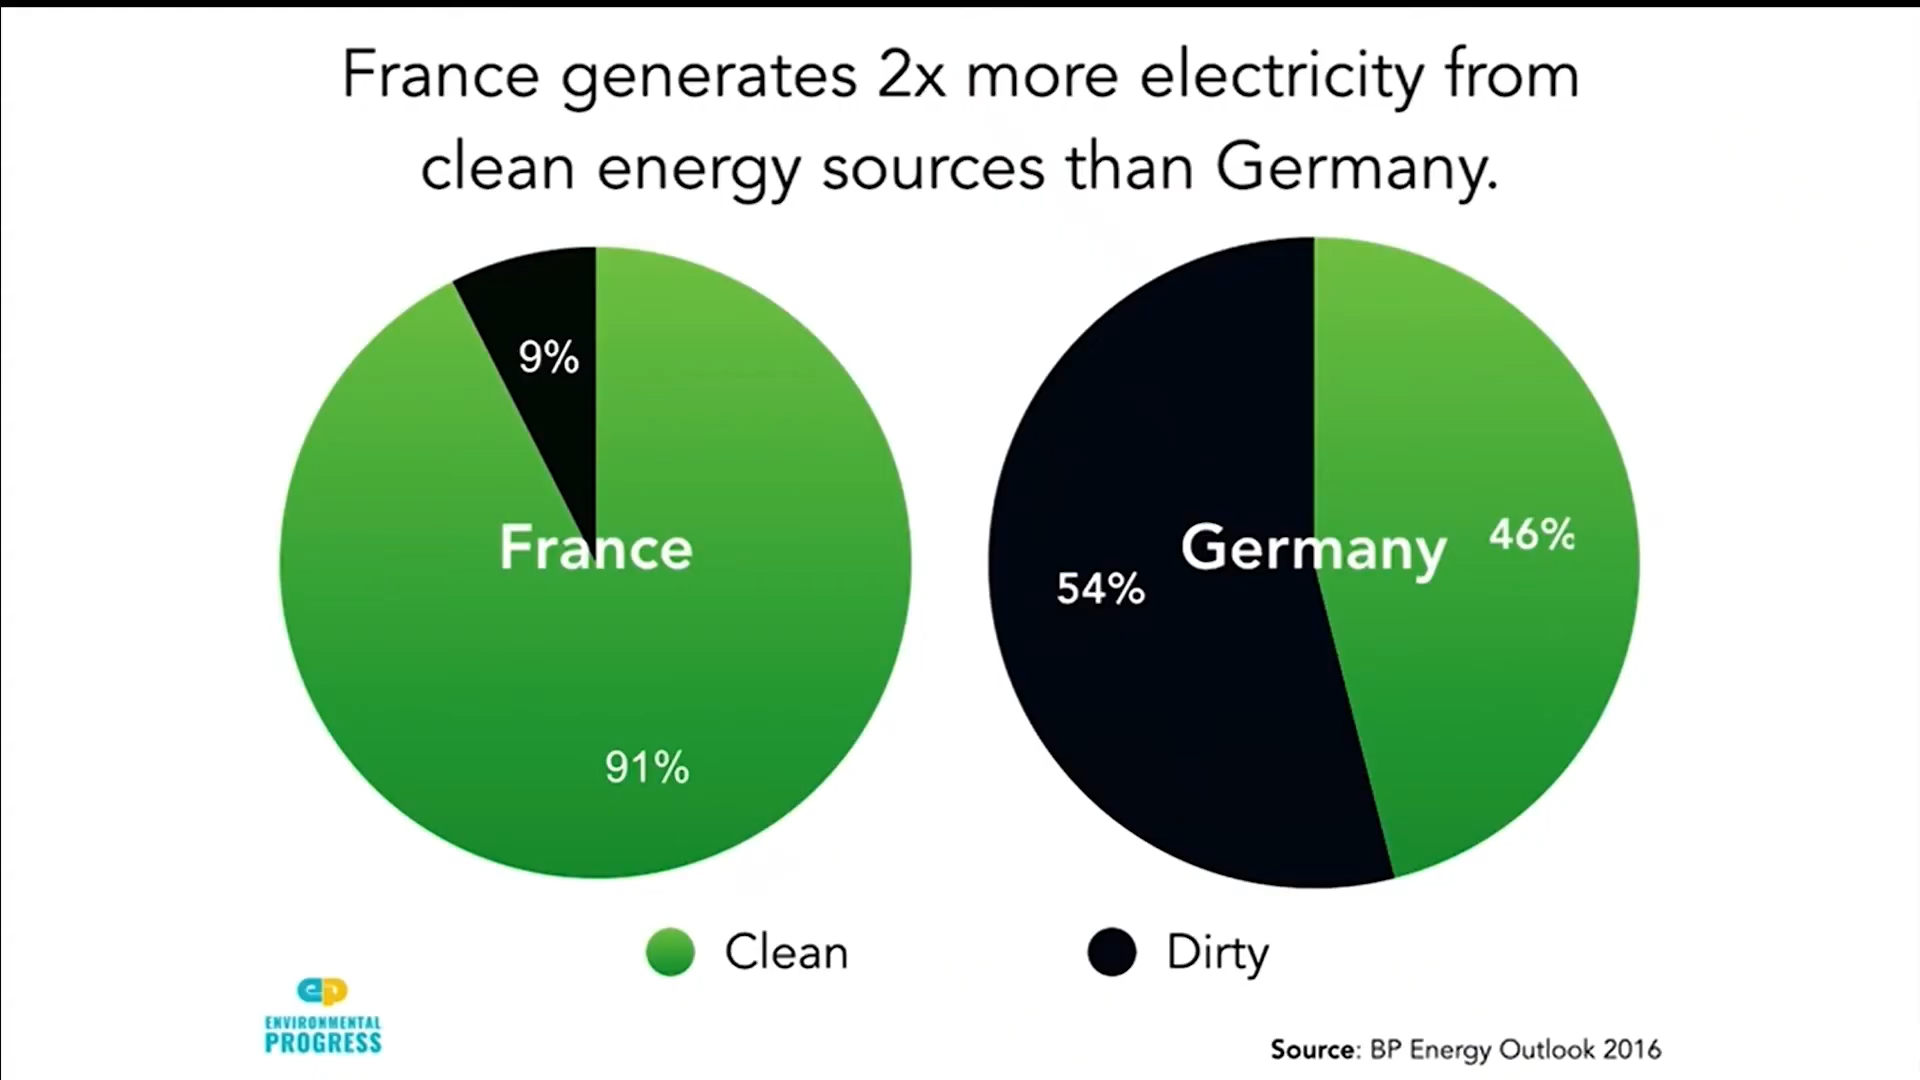 France generates 2x more electricity from
clean energy sources than Germany.
9%
France
91%
Germany
46%
54%
Clean
Dirty
ep
ENVIRONMENTAL
PROGRESS
Source: BP Energy Outlook 2016